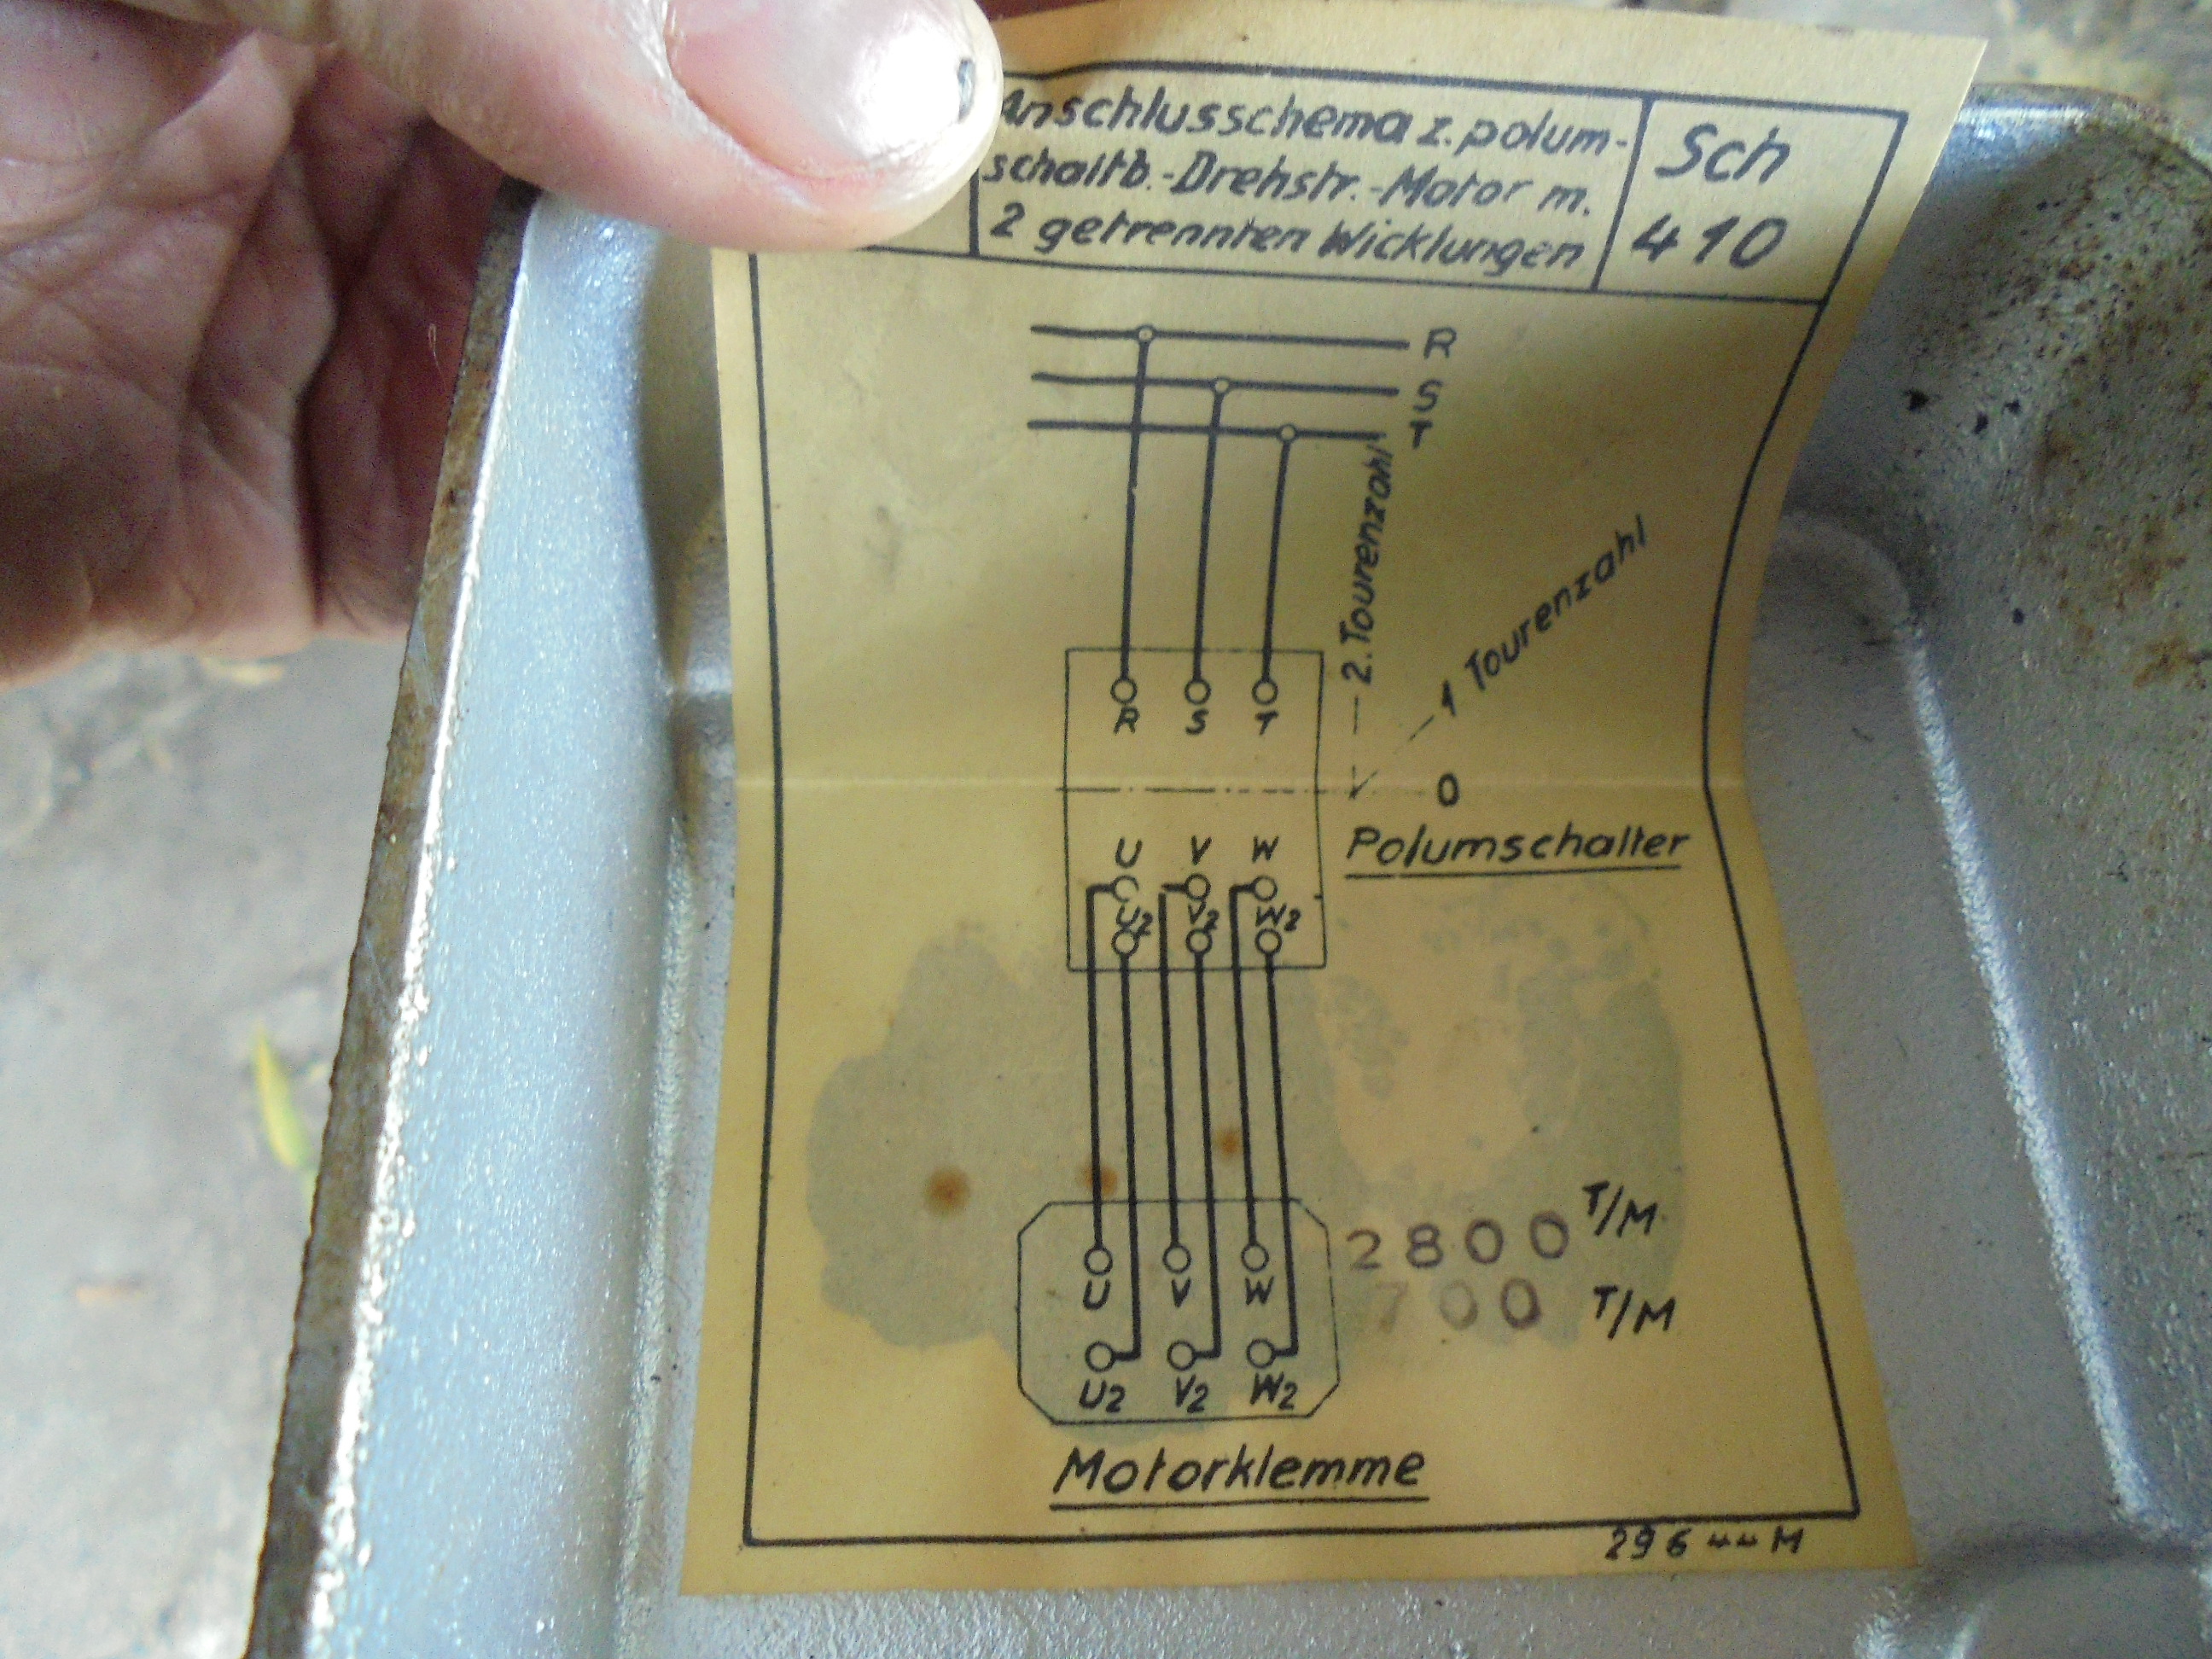 Anschlusschema z. polum-
schaltb.-Drehstr.-Motor m.
2 getrennten Wicklungen
Sch
410
R
S
T
2. Tourenzahl
1 Tourenzahl
R S T
0
Polumschalter
U V W
U2 V2 W2
2800 T/M
U V W
700 T/M
U2 V2 W2
Motorklemme